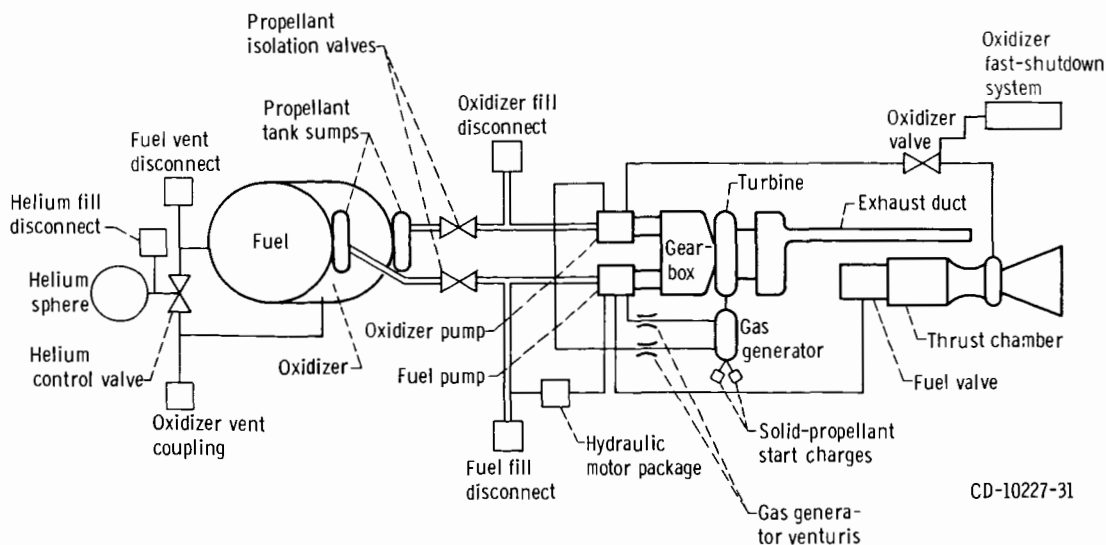 Propellant
isolation valves
Oxidizer
fast-shutdown
system
Oxidizer fill
disconnect
Propellant
tank sumps
Oxidizer
valve
Fuel vent
disconnect
Turbine
Helium fill
disconnect
Exhaust duct
Fuel
Gear-
box
Helium
sphere
Oxidizer pump
Gas
generator
Thrust chamber
Helium
control valve
Oxidizer
Fuel pump
Fuel valve
Oxidizer vent
coupling
Hydraulic
motor package
Solid-propellant
start charges
Fuel fill
disconnect
Gas genera-
tor venturis
CD-10227-31